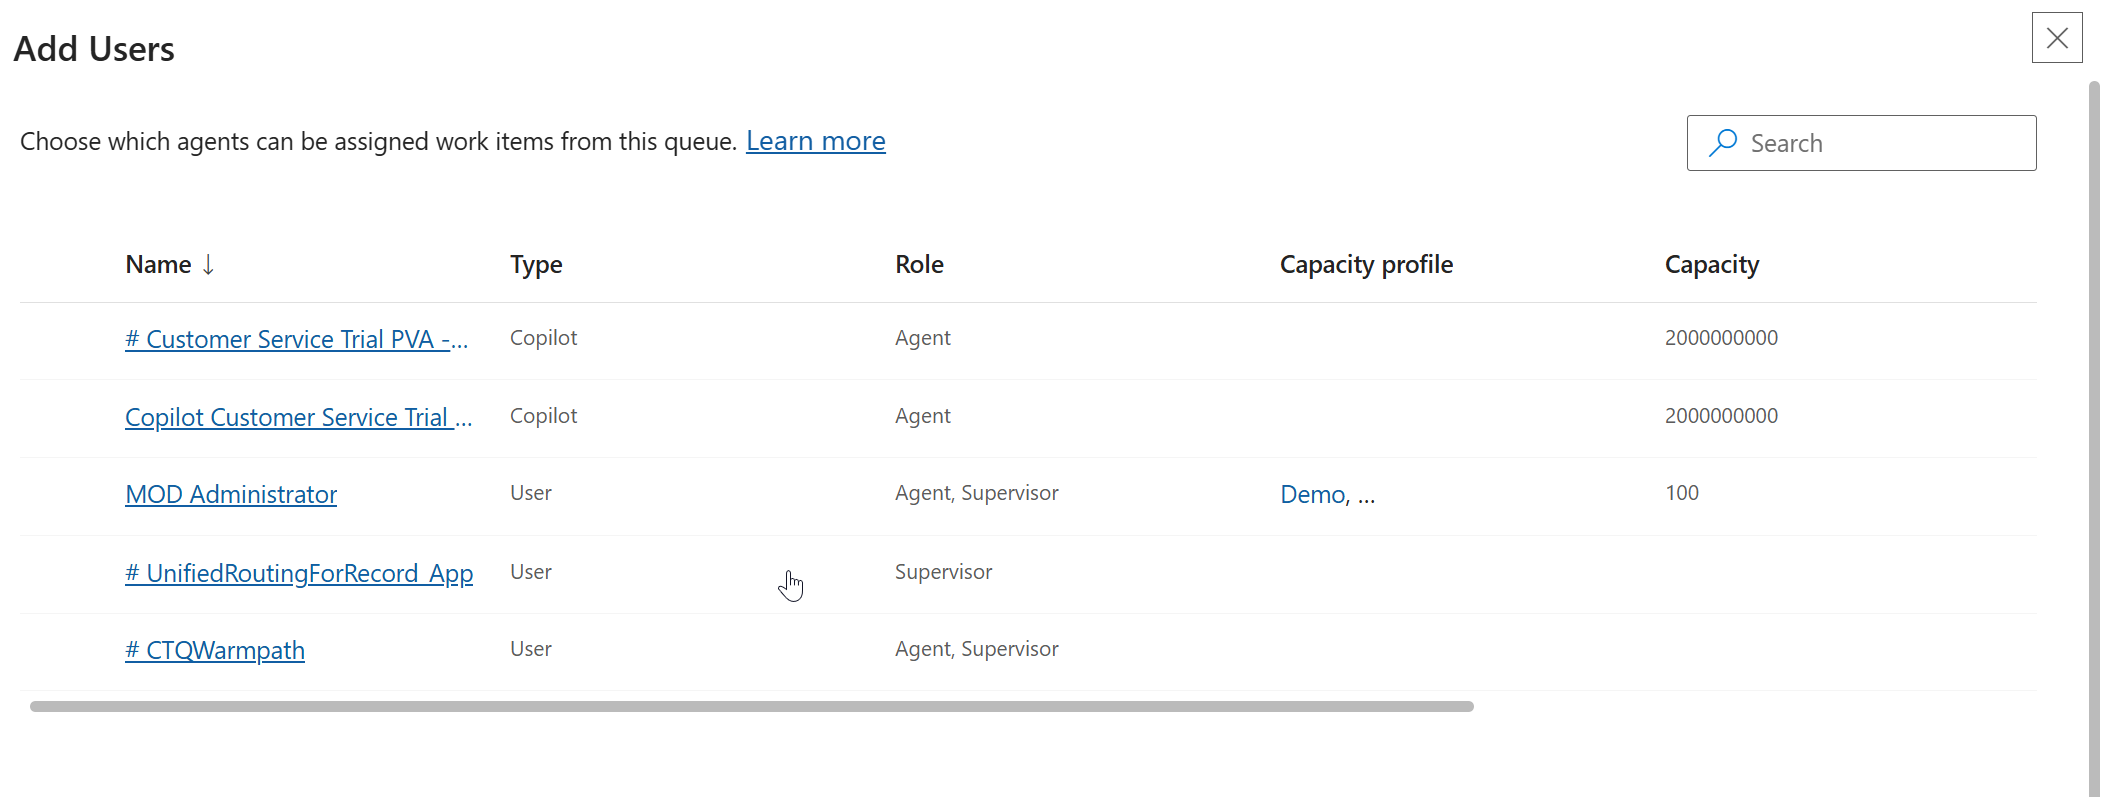 Add Users
Choose which agents can be assigned work items from this queue. Learn more
Search
Name ↓ Type Role Capacity profile Capacity
# Customer Service Trial PVA -... Copilot Agent 2000000000
Copilot Customer Service Trial ... Copilot Agent 2000000000
MOD Administrator User Agent, Supervisor Demo, ... 100
# UnifiedRoutingForRecord_App User Supervisor
# CTQWarmpath User Agent, Supervisor